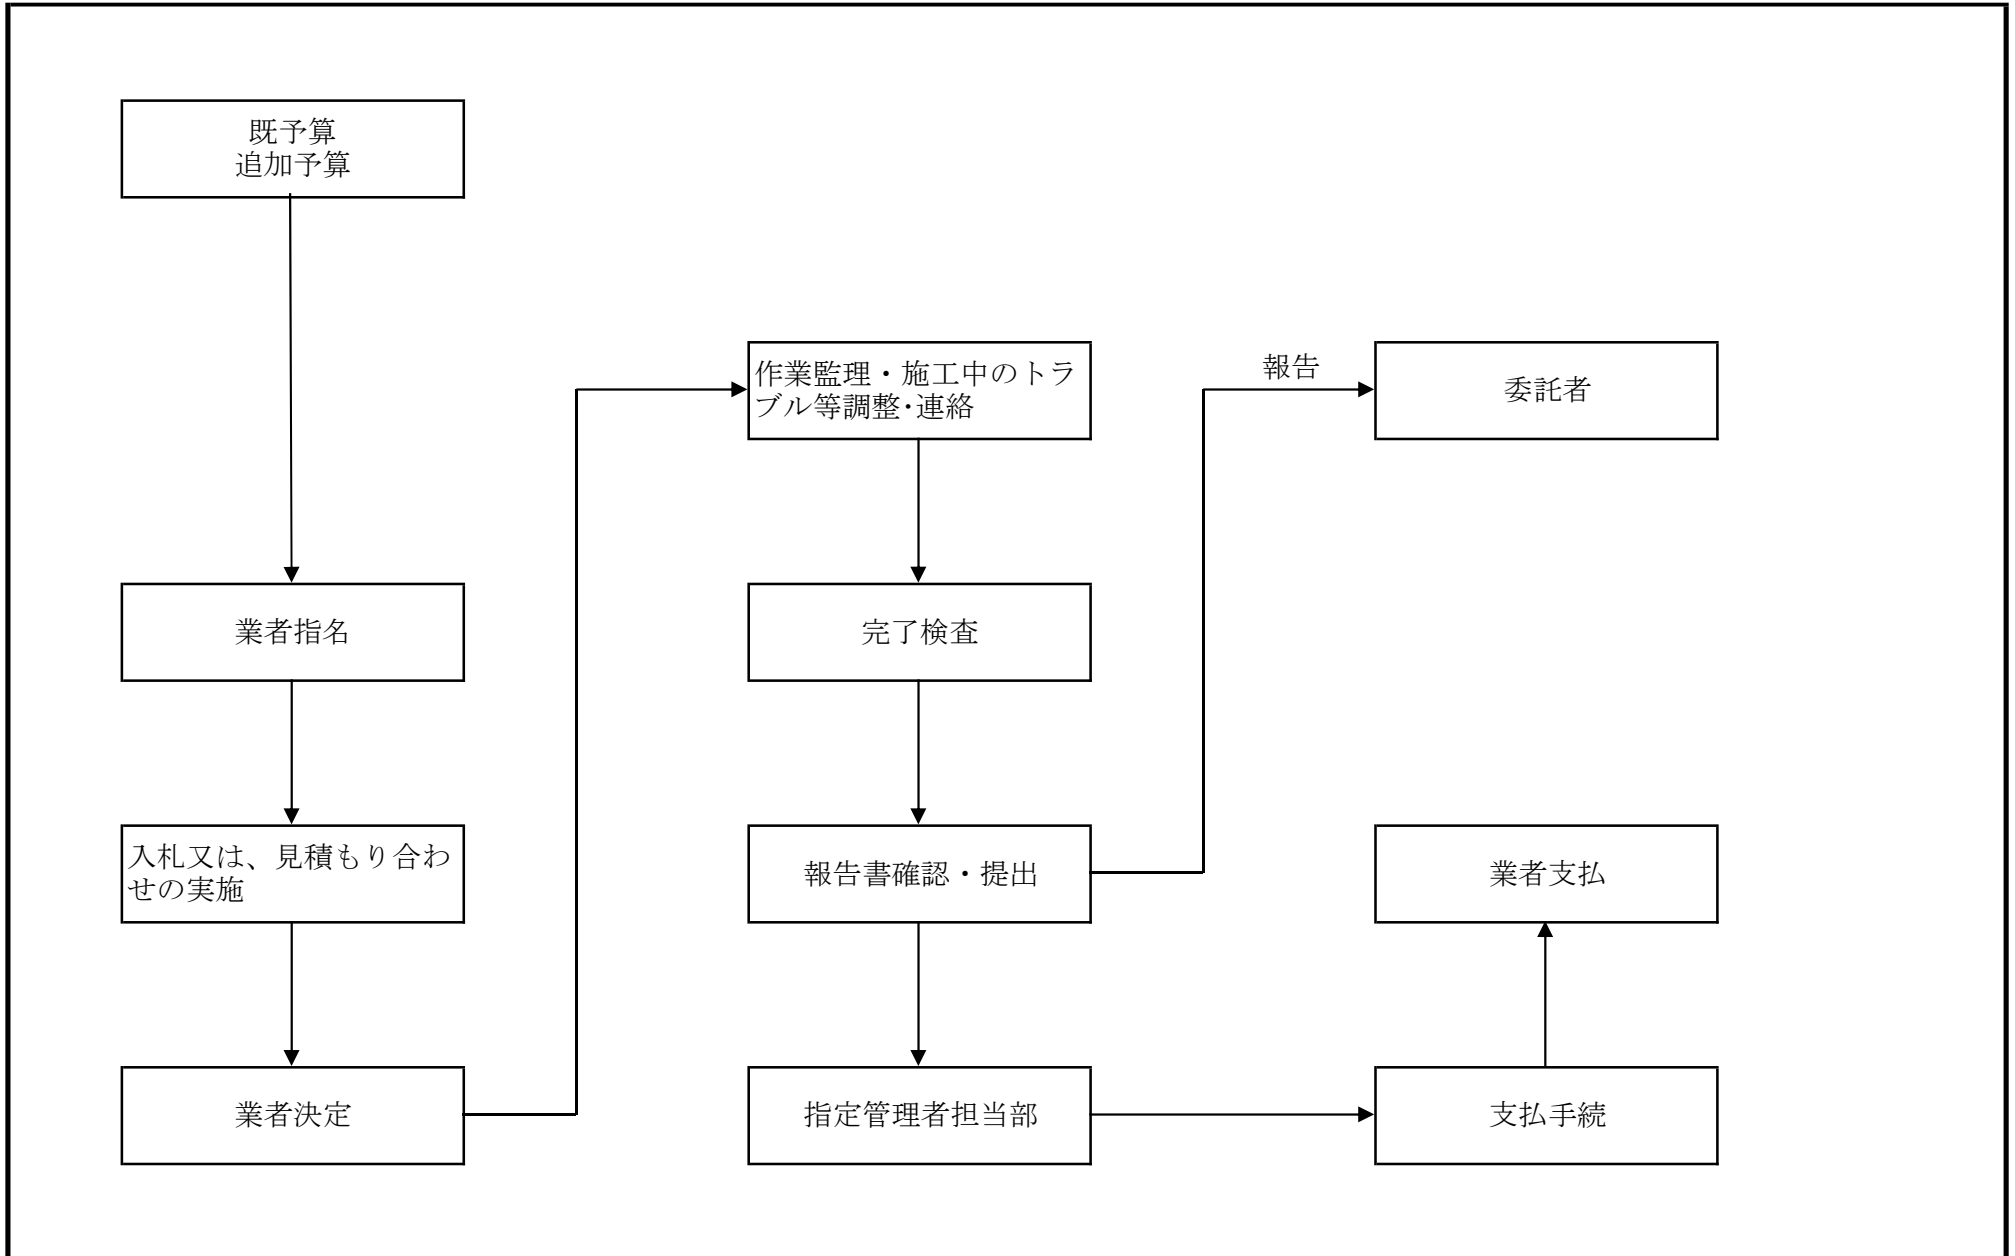 既予算
追加予算
業者指名
入札又は、見積もり合わ
せの実施
業者決定
作業監理・施工中のトラ
ブル等調整･連絡
完了検査
報告書確認・提出
指定管理者担当部
報告
委託者
業者支払
支払手続